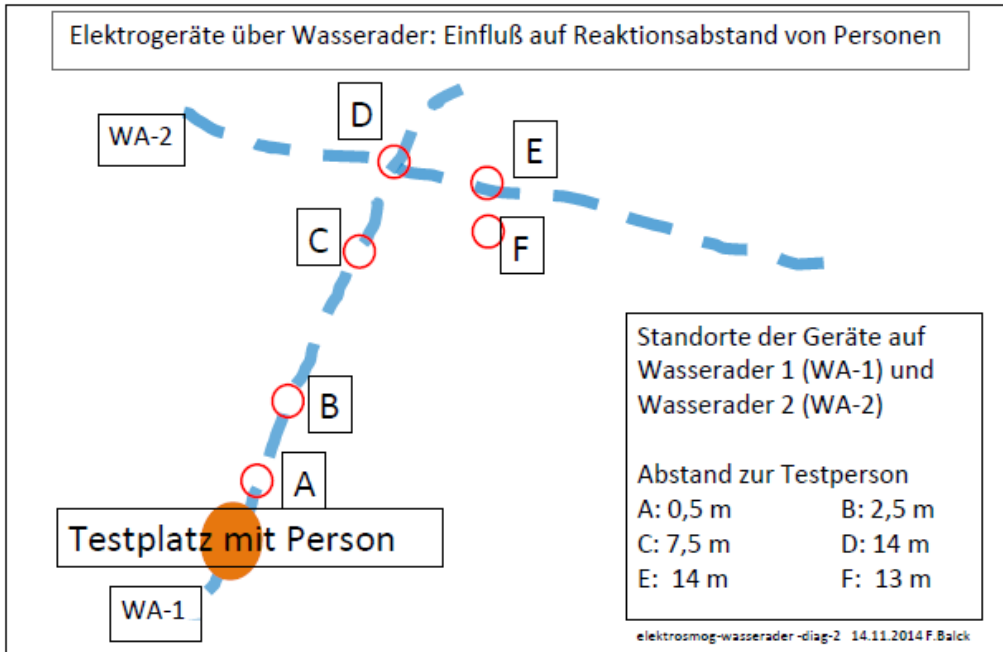 Elektrogeräte über Wasserader: Einfluß auf Reaktionsabstand von Personen
WA-2
D
E
C
F
B
A
Testplatz mit Person
WA-1
Standorte der Geräte auf
Wasserader 1 (WA-1) und
Wasserader 2 (WA-2)
Abstand zur Testperson
A: 0,5 m B: 2,5 m
C: 7,5 m D: 14 m
E: 14 m F: 13 m
elektrosmog-wasserader -diag-2 14.11.2014 F.Balck